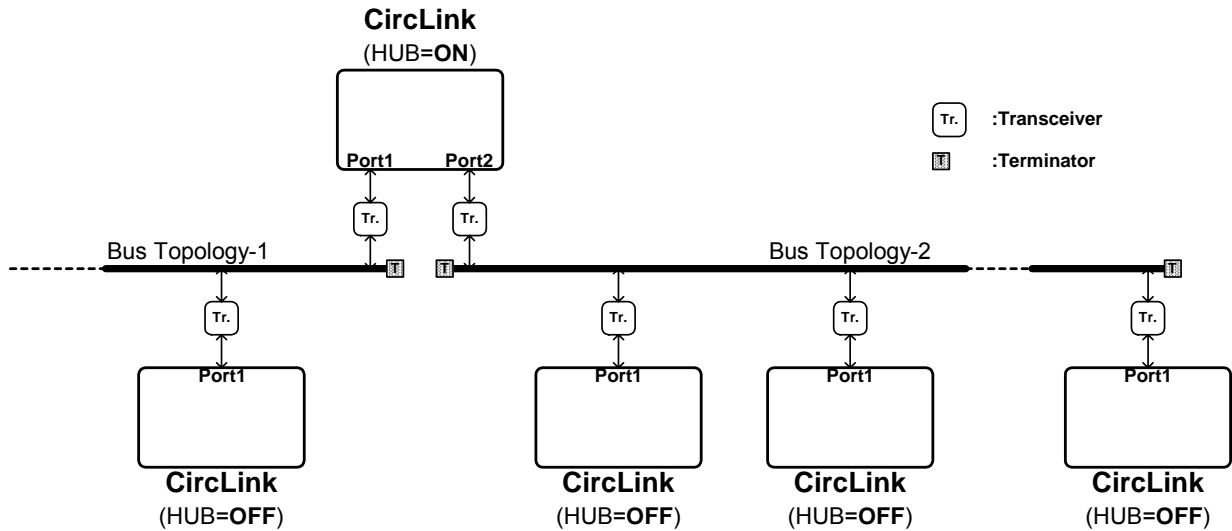 CircLink
(HUB=ON)
Port1 Port2
Tr. :Transceiver
T :Terminator
Tr. Tr.
Bus Topology-1 Bus Topology-2
T T T
Tr. Tr. Tr. Tr.
Port1 Port1 Port1 Port1
CircLink CircLink CircLink CircLink
(HUB=OFF) (HUB=OFF) (HUB=OFF) (HUB=OFF)